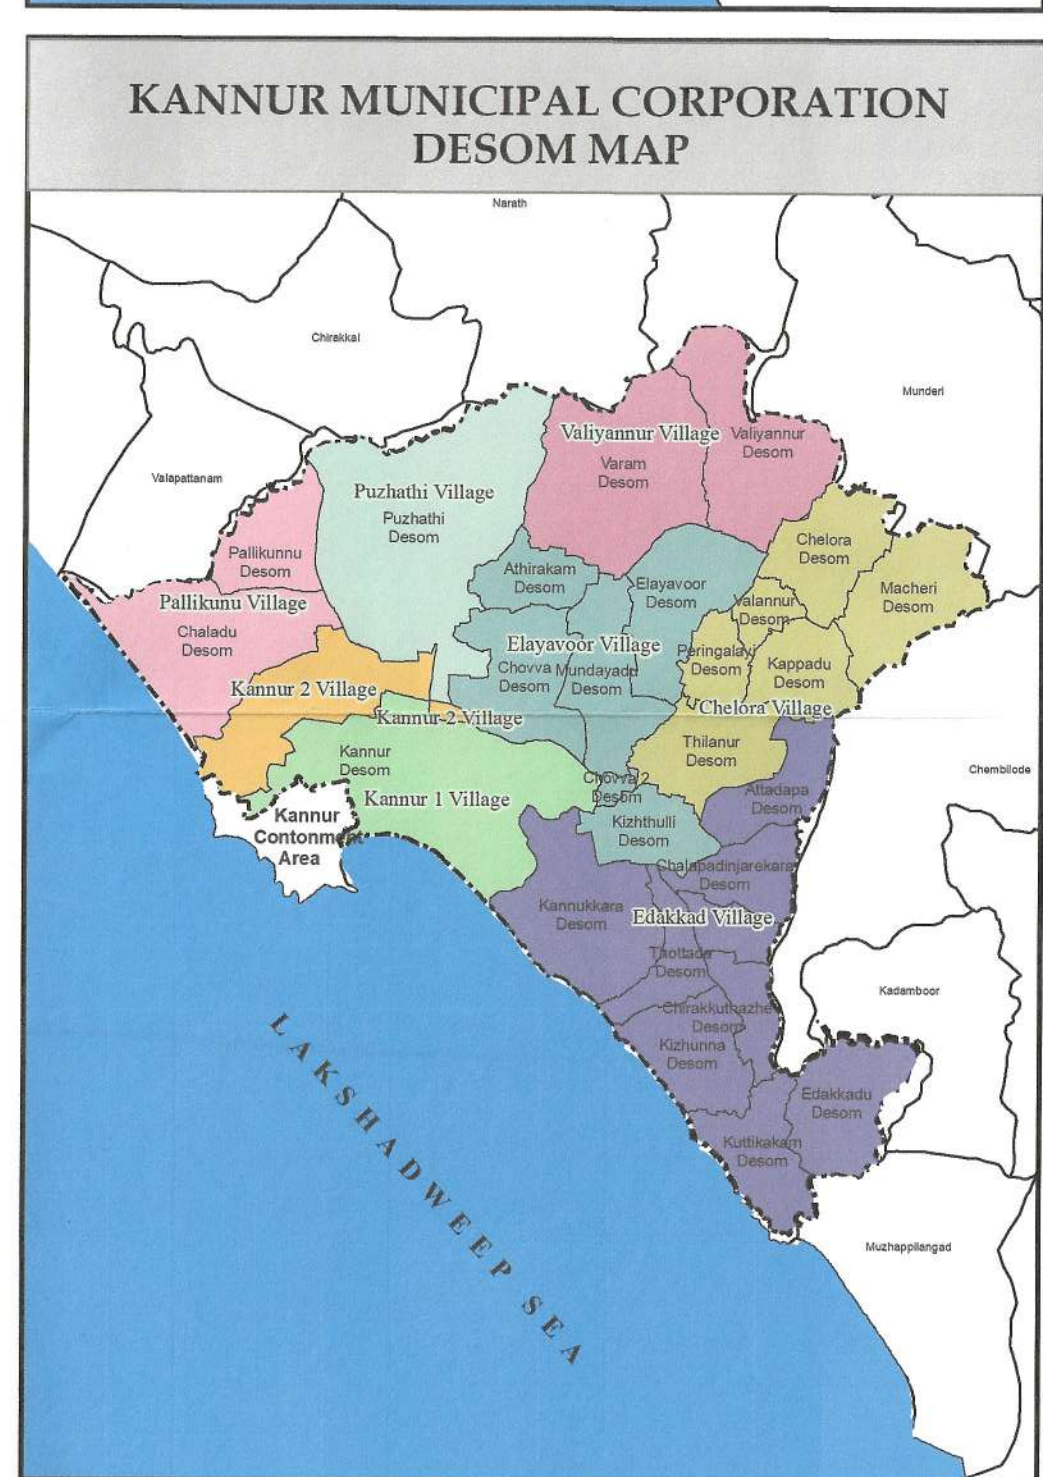 KANNUR MUNICIPAL CORPORATION
DESOM MAP
Narath
Chirakkal
Munderi
Valiyannur Village
Valiyannur
Desom
Varam
Desom
Valapattanam
Puzhathi Village
Puzhathi
Desom
Pallikunnu
Desom
Chelora
Desom
Athirakam
Desom
Elayavoor
Desom
Macheri
Desom
Pallikunu Village
Valannur
Desom
Chaladu
Desom
Elayavoor Village
Peringalayi
Desom
Kappadu
Desom
Chovva
Desom
Mundayadu
Desom
Kannur 2 Village
Chelora Village
Kannur 2 Village
Kannur
Desom
Thilanur
Desom
Chembilode
Chovva 2
Desom
Attadapa
Desom
Kannur 1 Village
Kannur
Contonment
Area
Kizhthulli
Desom
Chalabadinjarekara
Desom
Kannukkara
Desom
Edakkad Village
Thottada
Desom
Kadamboor
Chirakkuthazhe
Desom
Kizhunna
Desom
Edakkadu
Desom
Kuttikakam
Desom
LAKSHADWEEP SEA
Muzhappilangad